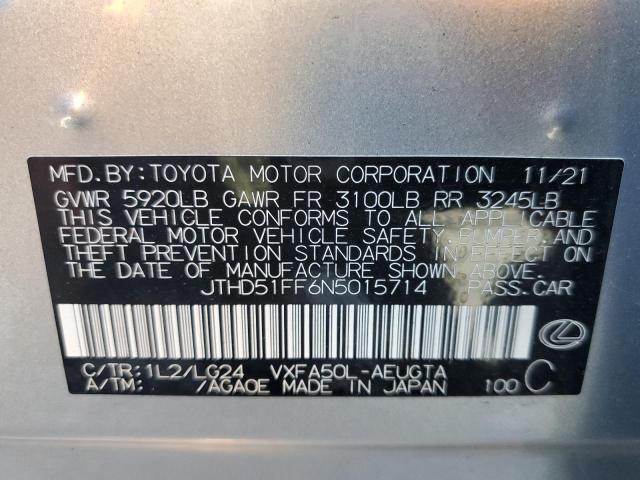 MFD.BY:TOYOTA MOTOR CORPORATION 11/21
GVWR 5920LB GAWR FR 3100LB RR 3245LB
THIS VEHICLE CONFORMS TO ALL APPLICABLE
FEDERAL MOTOR VEHICLE SAFETY,BUMPER,AND
THEFT PREVENTION STANDARDS IN EFFECT ON
THE DATE OF MANUFACTURE SHOWN ABOVE.
JTHD51FF6N5015714 PASS.CAR
C/TR:1L2/LG24 VXFA50L-AEUGTA
A/TM: /AGA0E MADE IN JAPAN 100 C